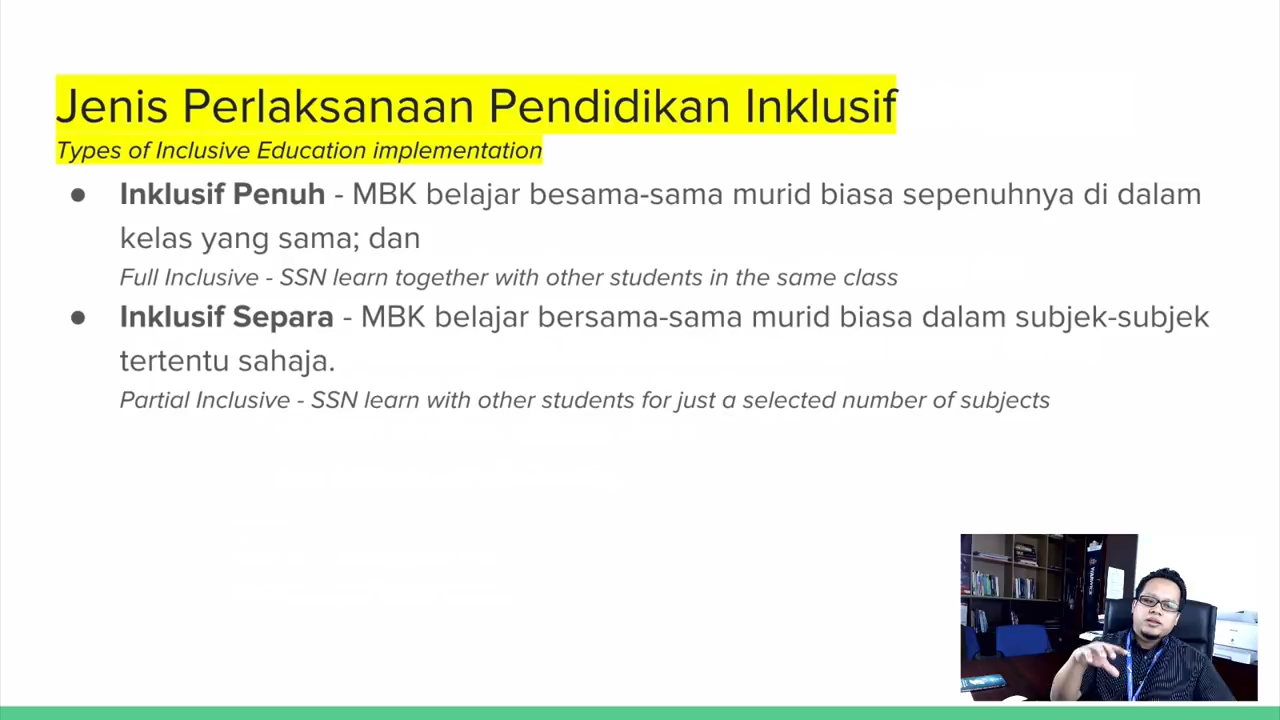 Jenis Perlaksanaan Pendidikan Inklusif
Types of Inclusive Education implementation
● Inklusif Penuh - MBK belajar besama-sama murid biasa sepenuhnya di dalam
kelas yang sama; dan
Full Inclusive - SSN learn together with other students in the same class
● Inklusif Separa - MBK belajar bersama-sama murid biasa dalam subjek-subjek
tertentu sahaja.
Partial Inclusive - SSN learn with other students for just a selected number of subjects